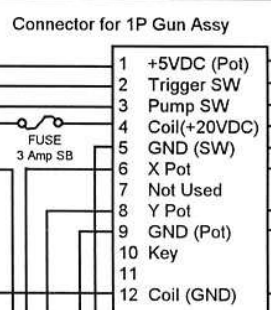 Connector for 1P Gun Assy
1 +5VDC (Pot)
2 Trigger SW
3 Pump SW
4 Coil(+20VDC)
FUSE
3 Amp SB
5 GND (SW)
6 X Pot
7 Not Used
8 Y Pot
9 GND (Pot)
10 Key
11
12 Coil (GND)